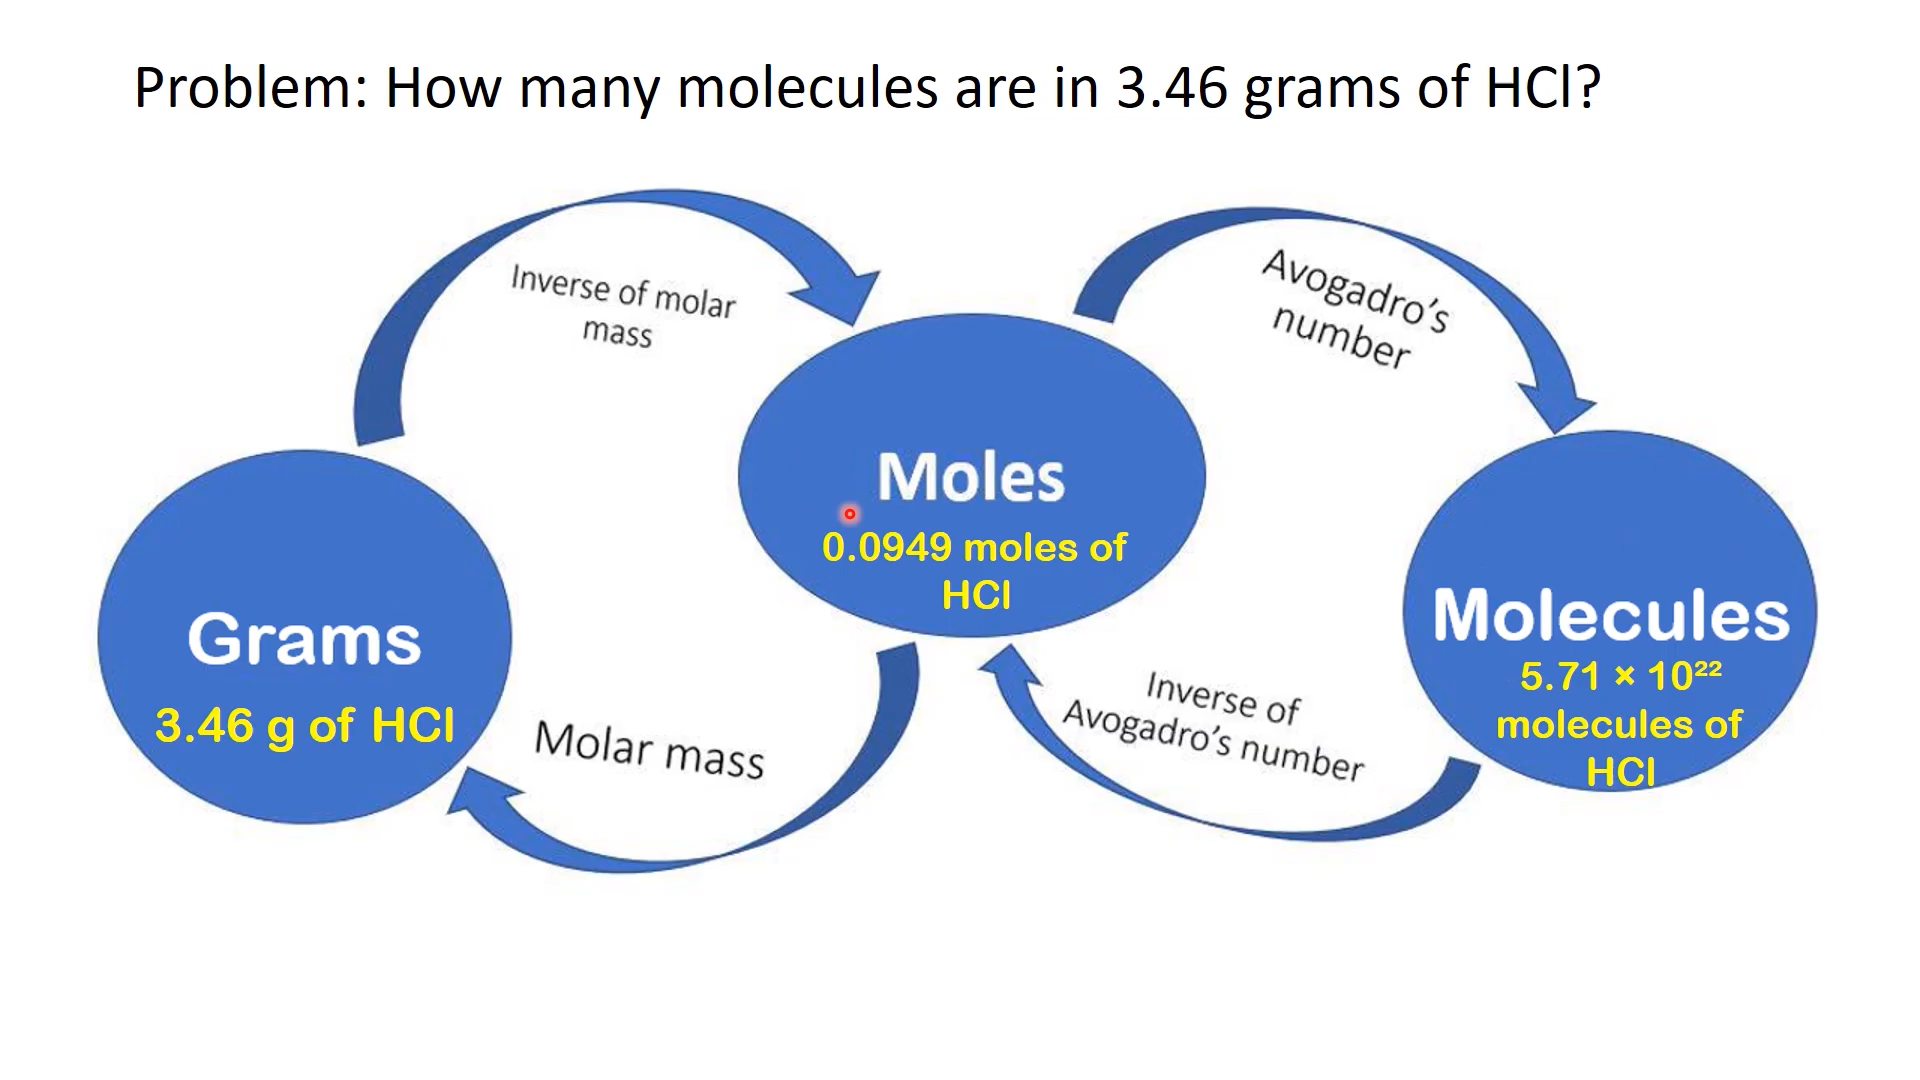 Problem: How many molecules are in 3.46 grams of HCl?
Inverse of molar
mass
Avogadro’s
number
Moles
0.0949 moles of
HCl
Grams
3.46 g of HCl
Molecules
5.71 × 10²²
molecules of
HCl
Molar mass
Inverse of
Avogadro’s number